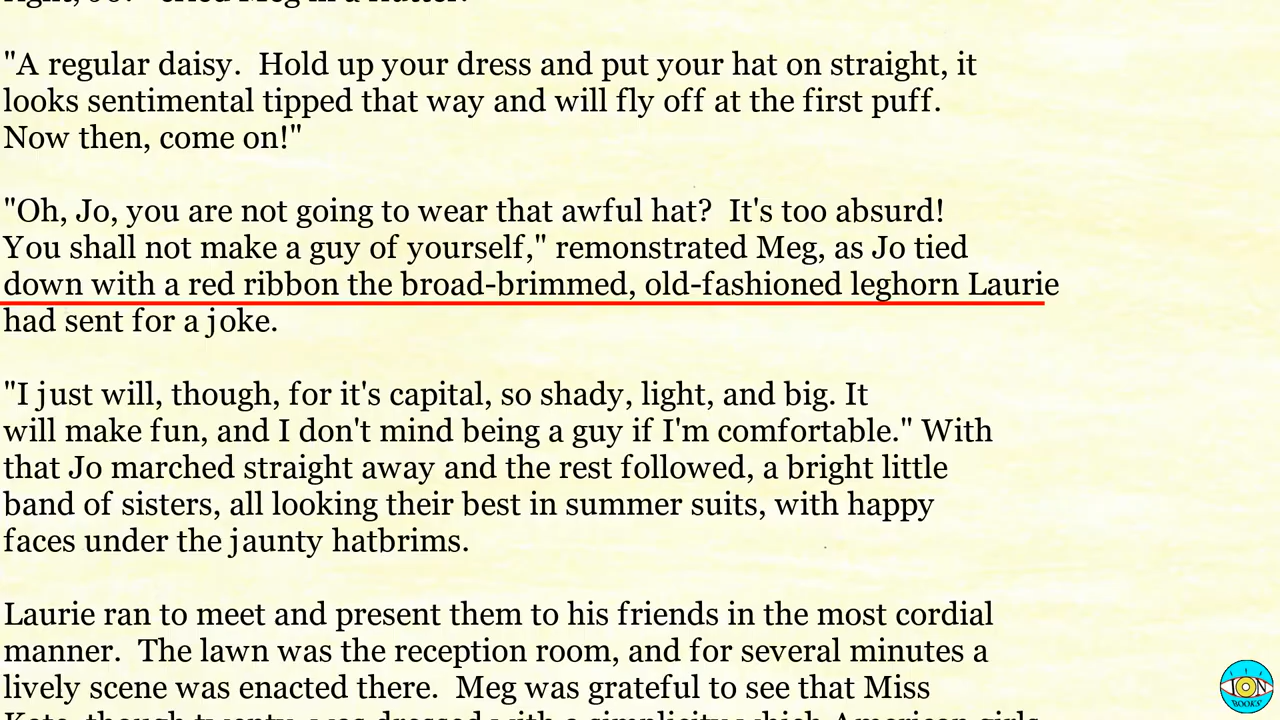 "A regular daisy.  Hold up your dress and put your hat on straight, it
looks sentimental tipped that way and will fly off at the first puff.
Now then, come on!"
"Oh, Jo, you are not going to wear that awful hat?  It's too absurd!
You shall not make a guy of yourself," remonstrated Meg, as Jo tied
down with a red ribbon the broad-brimmed, old-fashioned leghorn Laurie
had sent for a joke.
"I just will, though, for it's capital, so shady, light, and big. It
will make fun, and I don't mind being a guy if I'm comfortable." With
that Jo marched straight away and the rest followed, a bright little
band of sisters, all looking their best in summer suits, with happy
faces under the jaunty hatbrims.
Laurie ran to meet and present them to his friends in the most cordial
manner.  The lawn was the reception room, and for several minutes a
lively scene was enacted there.  Meg was grateful to see that Miss
ION
BOOKS